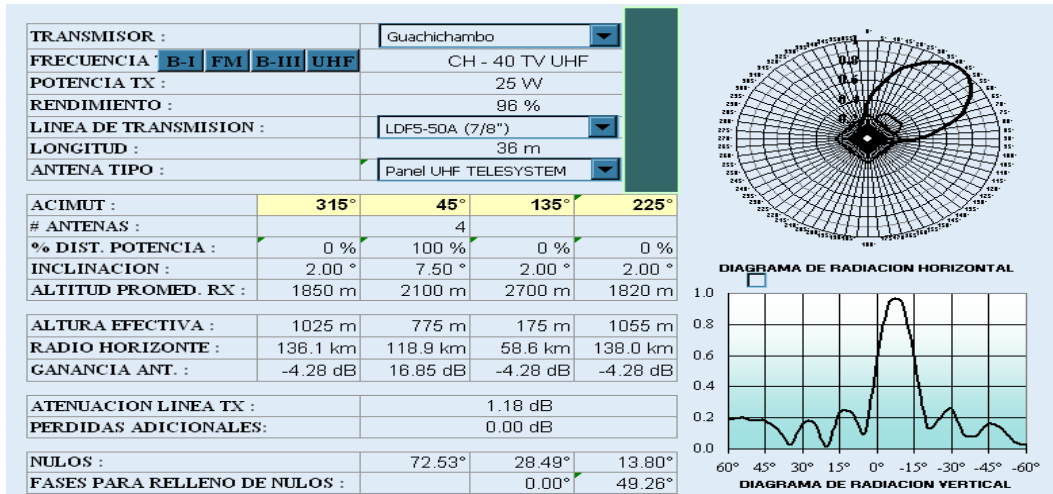 TRANSMISOR : Guachichambo
FRECUENCIA B-I FM B-III UHF CH - 40 TV UHF
POTENCIA TX : 25 W
RENDIMIENTO : 96 %
LINEA DE TRANSMISION : LDF5-50A (7/8")
LONGITUD : 36 m
ANTENA TIPO : Panel UHF TELESYSTEM
ACIMUT : 315° 45° 135° 225°
# ANTENAS : 4
% DIST. POTENCIA : 0 % 100 % 0 % 0 %
INCLINACION : 2.00 ° 7.50 ° 2.00 ° 2.00 °
ALTITUD PROMED. RX : 1850 m 2100 m 2700 m 1820 m
ALTURA EFECTIVA : 1025 m 775 m 175 m 1055 m
RADIO HORIZONTE : 136.1 km 118.9 km 58.6 km 138.0 km
GANANCIA ANT. : -4.28 dB 16.85 dB -4.28 dB -4.28 dB
ATENUACION LINEA TX : 1.18 dB
PERDIDAS ADICIONALES: 0.00 dB
NULOS : 72.53° 28.49° 13.80°
FASES PARA RELLENO DE NULOS : 0.00° 49.26°
DIAGRAMA DE RADIACION HORIZONTAL
1.0
0.8
0.6
0.4
0.2
0.0
60° 45° 30° 15° 0° -15° -30° -45° -60°
DIAGRAMA DE RADIACION VERTICAL